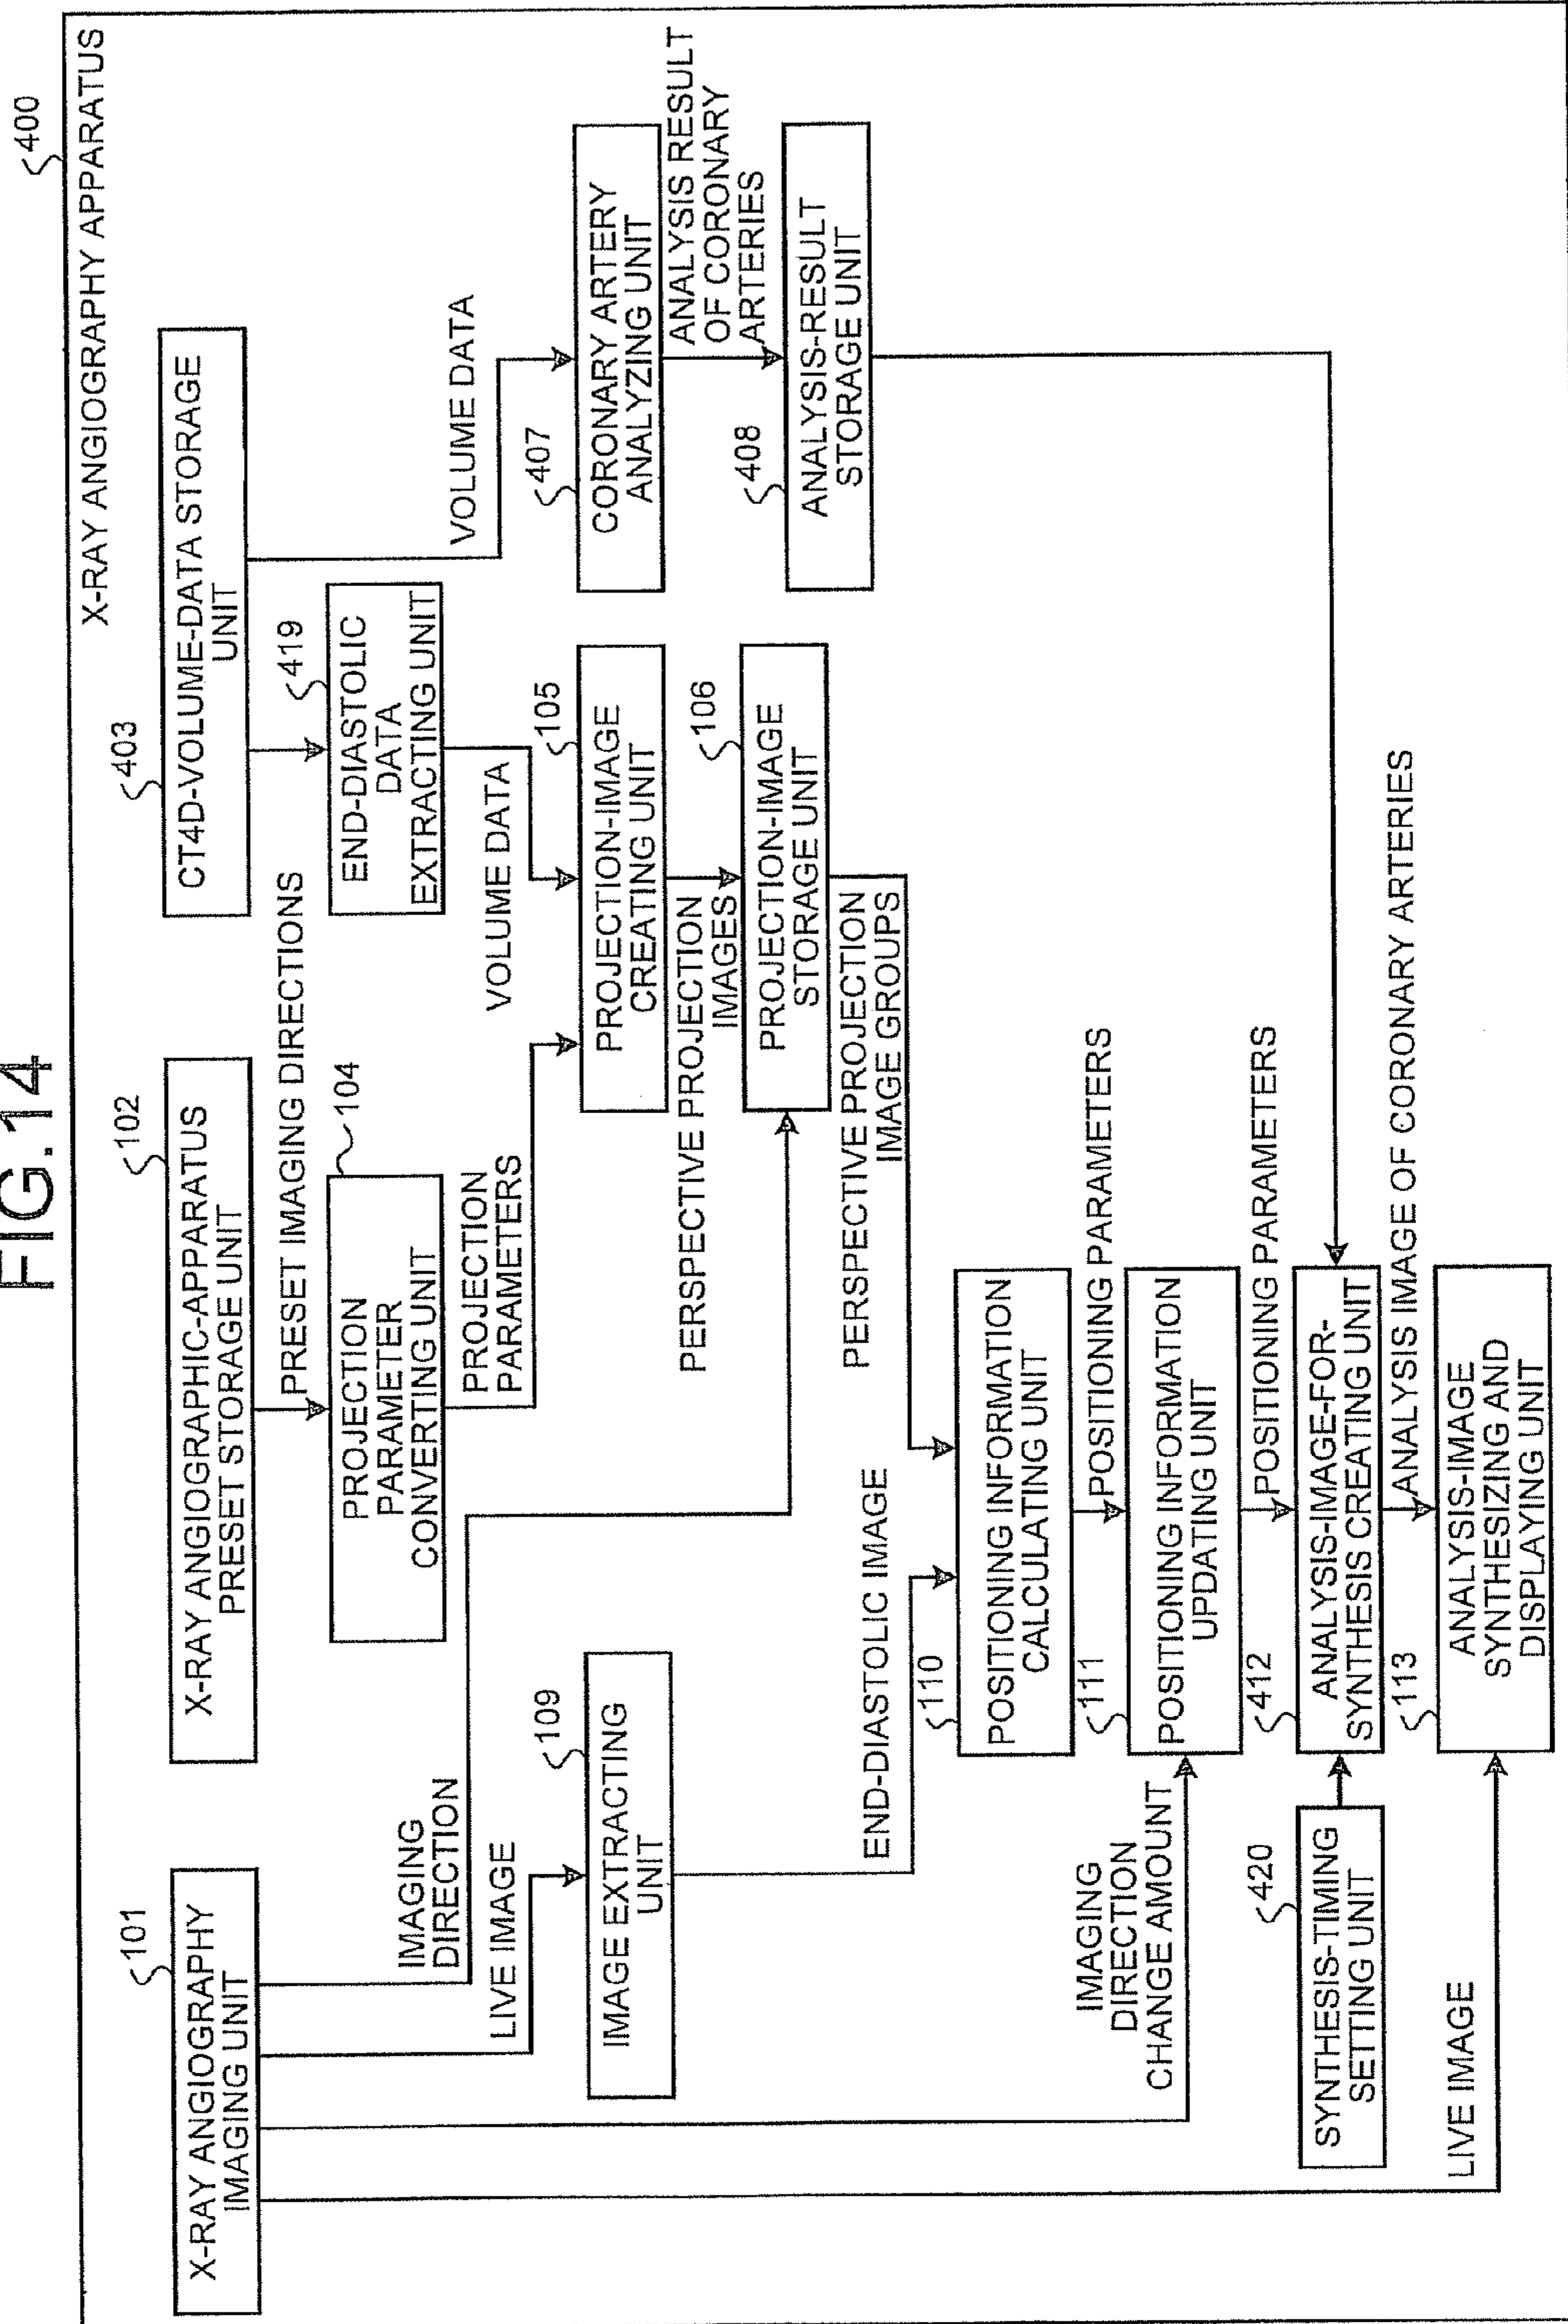 FIG.14
400
X-RAY ANGIOGRAPHY APPARATUS
101
X-RAY ANGIOGRAPHY
IMAGING UNIT
102
X-RAY ANGIOGRAPHIC-APPARATUS
PRESET STORAGE UNIT
403
CT4D-VOLUME-DATA STORAGE
UNIT
PRESET IMAGING DIRECTIONS
104
PROJECTION
PARAMETER
CONVERTING UNIT
419
END-DIASTOLIC
DATA
EXTRACTING UNIT
IMAGING
DIRECTION
LIVE IMAGE
PROJECTION
PARAMETERS
VOLUME DATA
VOLUME DATA
109
IMAGE EXTRACTING
UNIT
105
PROJECTION-IMAGE
CREATING UNIT
407
CORONARY ARTERY
ANALYZING UNIT
PERSPECTIVE PROJECTION
IMAGES
ANALYSIS RESULT
OF CORONARY
ARTERIES
106
PROJECTION-IMAGE
STORAGE UNIT
408
ANALYSIS-RESULT
STORAGE UNIT
END-DIASTOLIC IMAGE
PERSPECTIVE PROJECTION
IMAGE GROUPS
110
POSITIONING INFORMATION
CALCULATING UNIT
POSITIONING PARAMETERS
IMAGING
DIRECTION
CHANGE AMOUNT
111
POSITIONING INFORMATION
UPDATING UNIT
POSITIONING PARAMETERS
420
SYNTHESIS-TIMING
SETTING UNIT
412
ANALYSIS-IMAGE-FOR-
SYNTHESIS CREATING UNIT
ANALYSIS IMAGE OF CORONARY ARTERIES
LIVE IMAGE
113
ANALYSIS-IMAGE
SYNTHESIZING AND
DISPLAYING UNIT